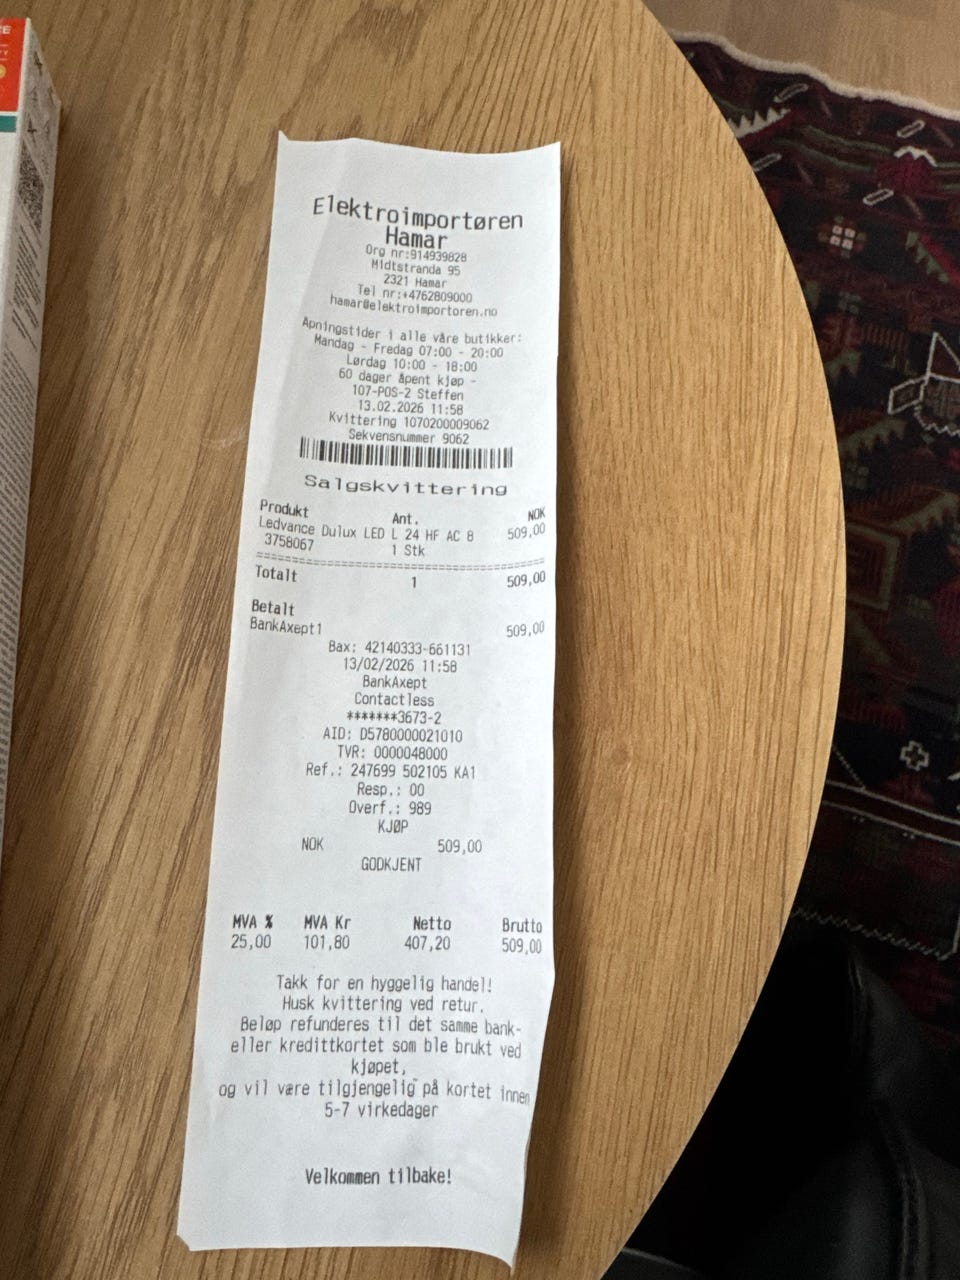 Elektroimportøren
Hamar
Org nr:914939828
Midtstranda 95
2321 Hamar
Tel nr:+4762809000
hamar@elektroimportoren.no
Åpningstider i alle våre butikker:
Mandag - Fredag 07:00 - 20:00
Lørdag 10:00 - 18:00
60 dager åpent kjøp -
107-POS-2 Steffen
13.02.2026 11:58
Kvittering 1070200009062
Sekvensnummer 9062
Salgskvittering
Produkt Ant. NOK
Ledvance Dulux LED L 24 HF AC 8 509,00
3758067 1 Stk
Totalt 1 509,00
Betalt
BankAxept1 509,00
Bax: 42140333-661131
13/02/2026 11:58
BankAxept
Contactless
*******3673-2
AID: D5780000021010
TVR: 0000048000
Ref.: 247699 502105 KA1
Resp.: 00
Overf.: 989
KJØP
NOK 509,00
GODKJENT
MVA % MVA Kr Netto Brutto
25,00 101,80 407,20 509,00
Takk for en hyggelig handel!
Husk kvittering ved retur.
Beløp refunderes til det samme bank-
eller kredittkortet som ble brukt ved
kjøpet,
og vil være tilgjengelig på kortet innen
5-7 virkedager
Velkommen tilbake!